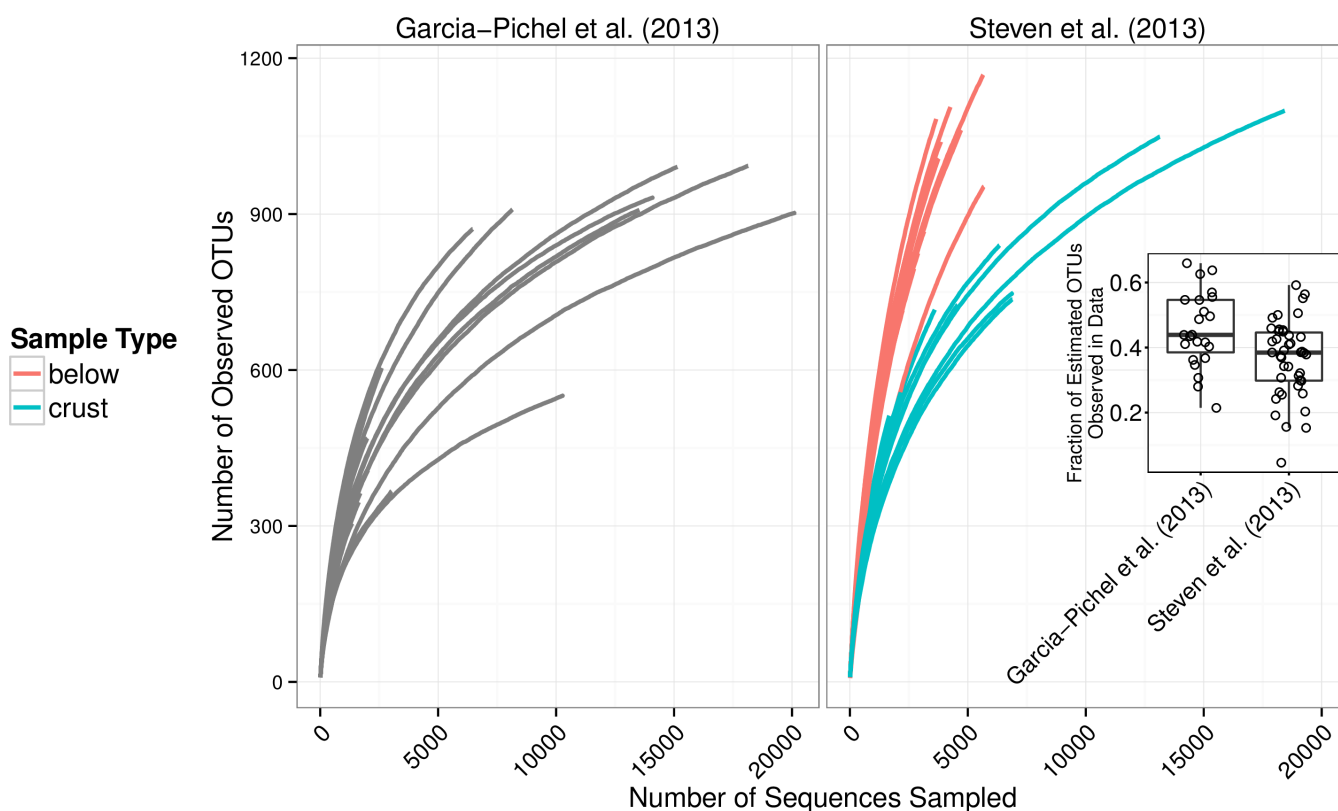 Garcia−Pichel et al. (2013)
Steven et al. (2013)
Number of Observed OTUs
1200
900
600
300
0
0
5000
10000
15000
20000
0
5000
10000
15000
20000
Number of Sequences Sampled
Sample Type
below
crust
Fraction of Estimated OTUs
Observed in Data
0.6
0.4
0.2
Garcia−Pichel et al. (2013)
Steven et al. (2013)